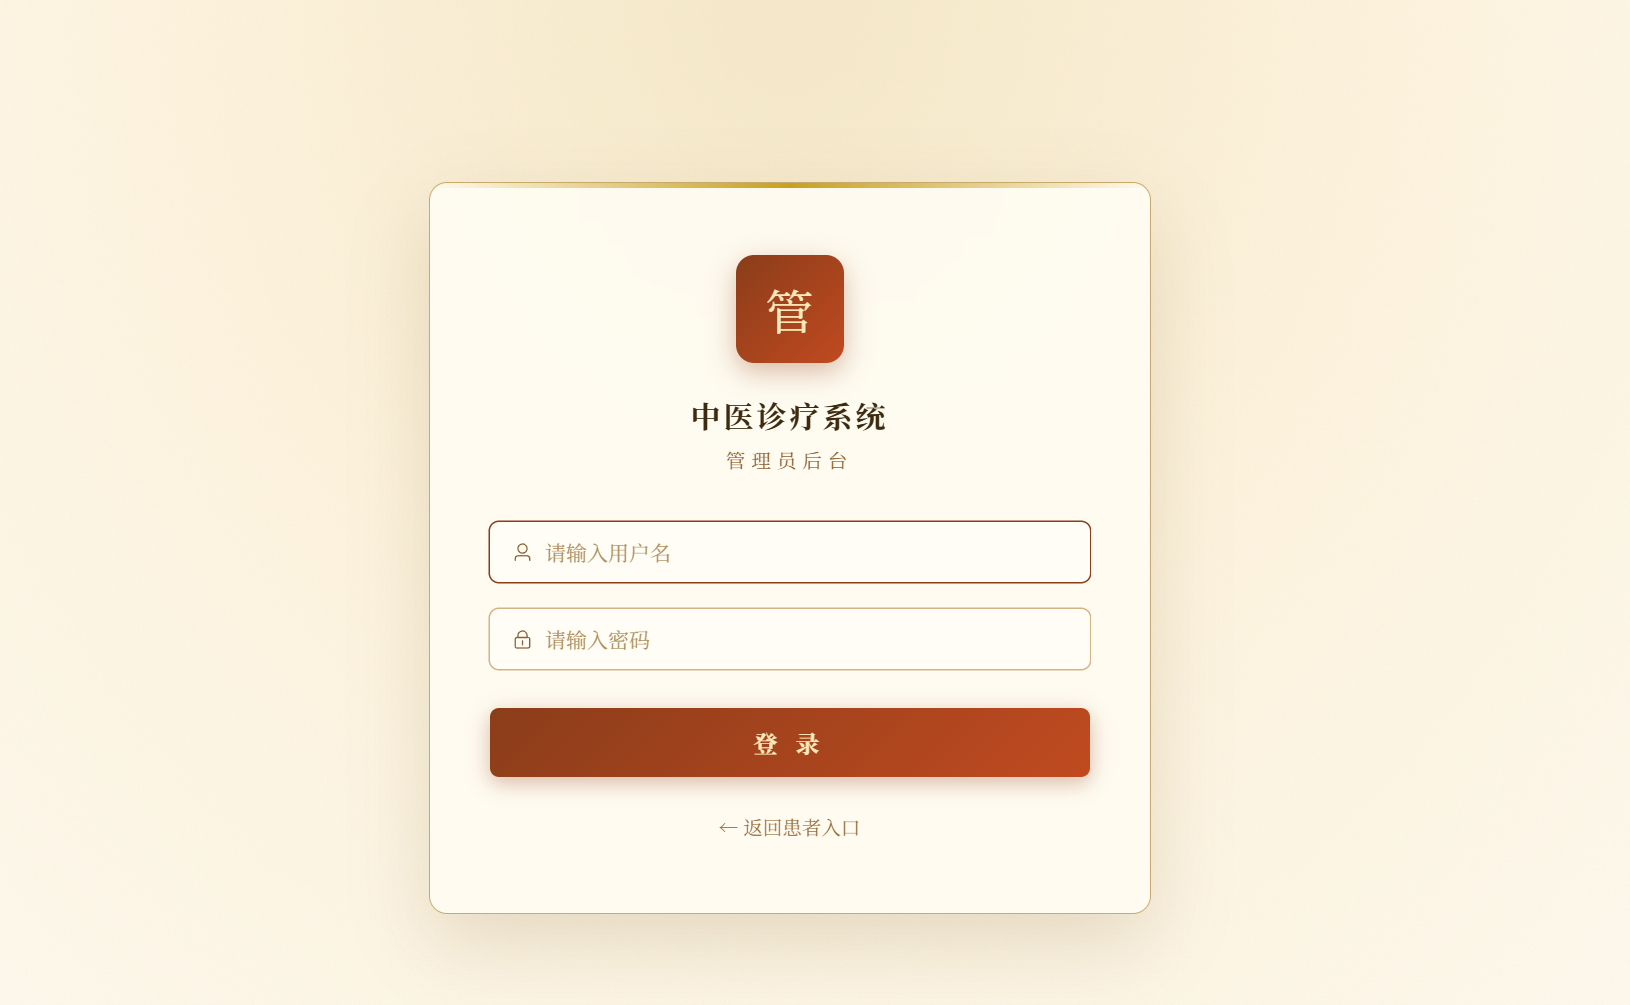 管
中医诊疗系统
管理员后台
请输入用户名
请输入密码
登 录
← 返回患者入口